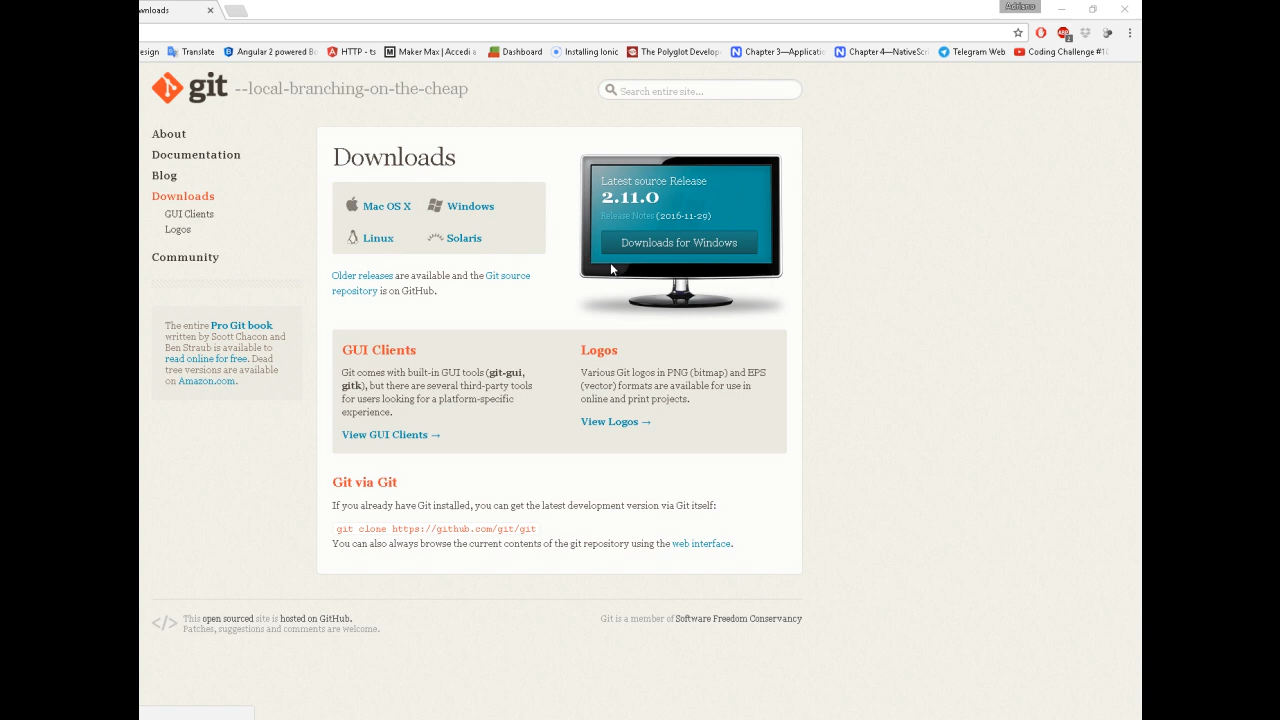 wnloads
Adriano
esign
Translate
Angular 2 powered Bo
HTTP - ts
Maker Max | Accedi a
Dashboard
Installing Ionic
The Polyglot Develop
Chapter 3—Applicatio
Chapter 4—NativeScri
Telegram Web
Coding Challenge #10
git --local-branching-on-the-cheap
Search entire site...
About
Documentation
Blog
Downloads
GUI Clients
Logos
Community
The entire Pro Git book
written by Scott Chacon and
Ben Straub is available to
read online for free. Dead
tree versions are available
on Amazon.com.
Downloads
Mac OS X
Windows
Linux
Solaris
Older releases are available and the Git source
repository is on GitHub.
Latest source Release
2.11.0
Release Notes (2016-11-29)
Downloads for Windows
GUI Clients
Git comes with built-in GUI tools (git-gui,
gitk), but there are several third-party tools
for users looking for a platform-specific
experience.
View GUI Clients →
Logos
Various Git logos in PNG (bitmap) and EPS
(vector) formats are available for use in
online and print projects.
View Logos →
Git via Git
If you already have Git installed, you can get the latest development version via Git itself:
git clone https://github.com/git/git
You can also always browse the current contents of the git repository using the web interface.
</> This open sourced site is hosted on GitHub.
Patches, suggestions and comments are welcome.
Git is a member of Software Freedom Conservancy